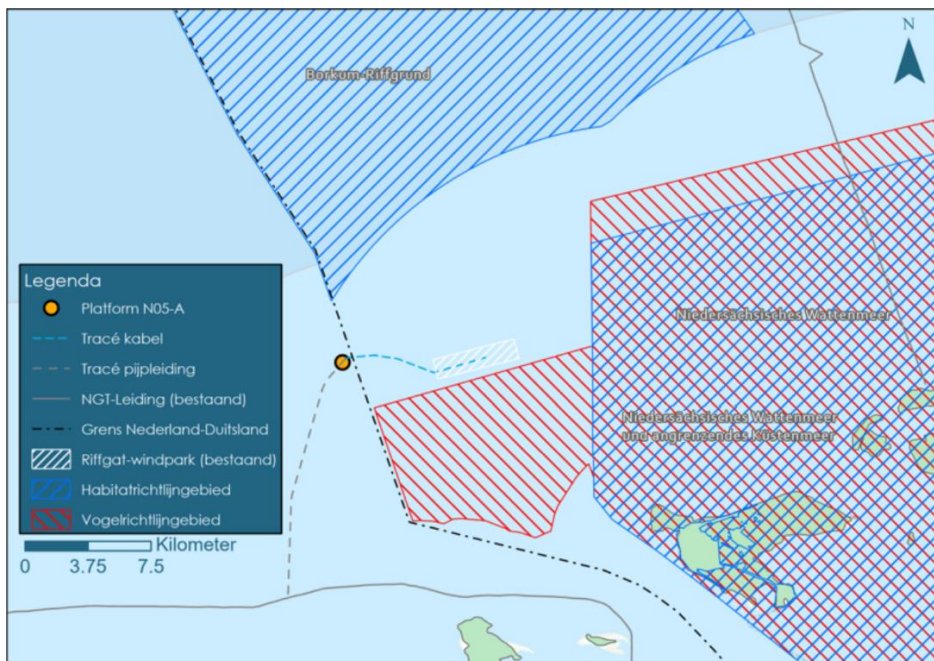 Borkum-Riffgrund
N
Legenda
Platform N05-A
Tracé kabel
Tracé pijpleiding
NGT-Leiding (bestaand)
Grens Nederland-Duitsland
Riffgat-windpark (bestaand)
Habitatrichtlijngebied
Vogelrichtlijngebied
Kilometer
0 3.75 7.5
Niedersächsisches Wattenmeer
Niedersächsisches Wattenmeer
und angrenzendes Küstenmeer